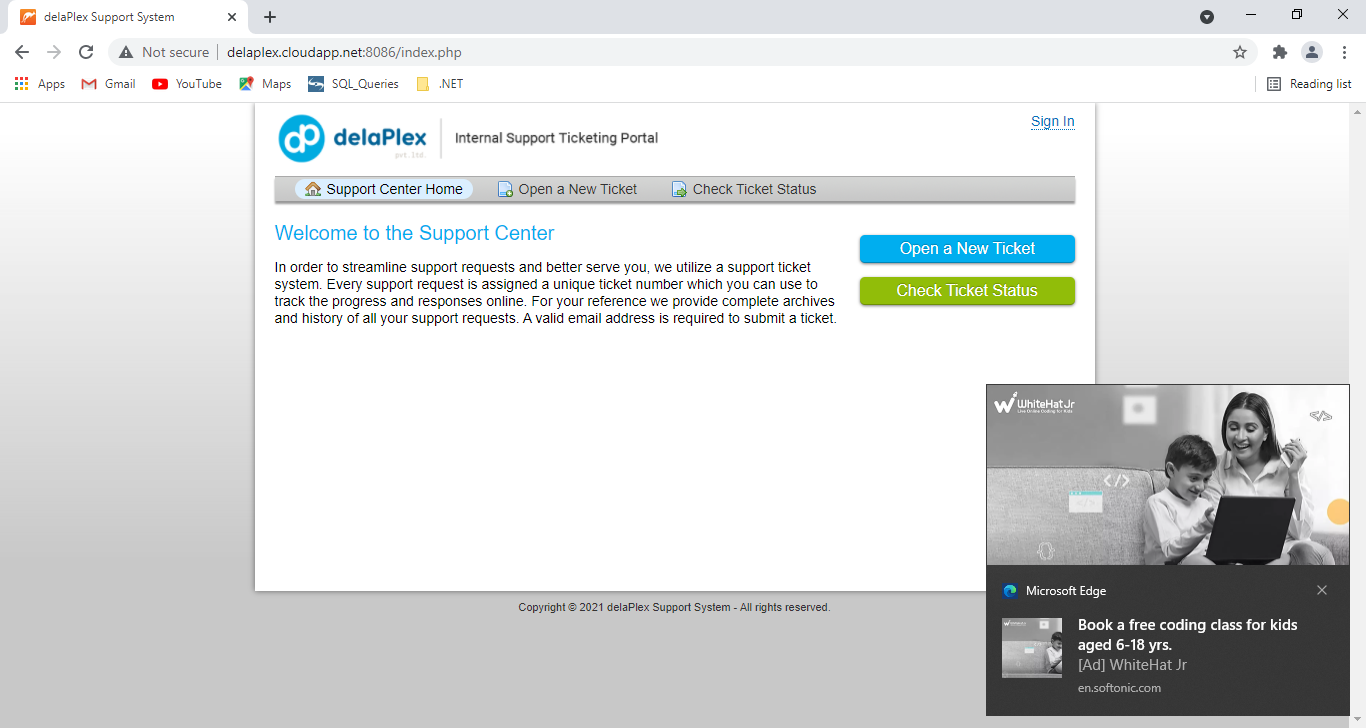 delaPlex Support System
Not secure
delaplex.cloudapp.net:8086/index.php
Apps
Gmail
YouTube
Maps
SQL_Queries
.NET
Reading list
dp delaPlex
pvt. ltd.
Internal Support Ticketing Portal
Sign In
Support Center Home
Open a New Ticket
Check Ticket Status
Welcome to the Support Center
In order to streamline support requests and better serve you, we utilize a support ticket
system. Every support request is assigned a unique ticket number which you can use to
track the progress and responses online. For your reference we provide complete archives
and history of all your support requests. A valid email address is required to submit a ticket.
Open a New Ticket
Check Ticket Status
Copyright © 2021 delaPlex Support System - All rights reserved.
WhiteHat Jr
Live Online Coding for Kids
</>
</>
Microsoft Edge
Book a free coding class for kids
aged 6-18 yrs.
[Ad] WhiteHat Jr
en.softonic.com